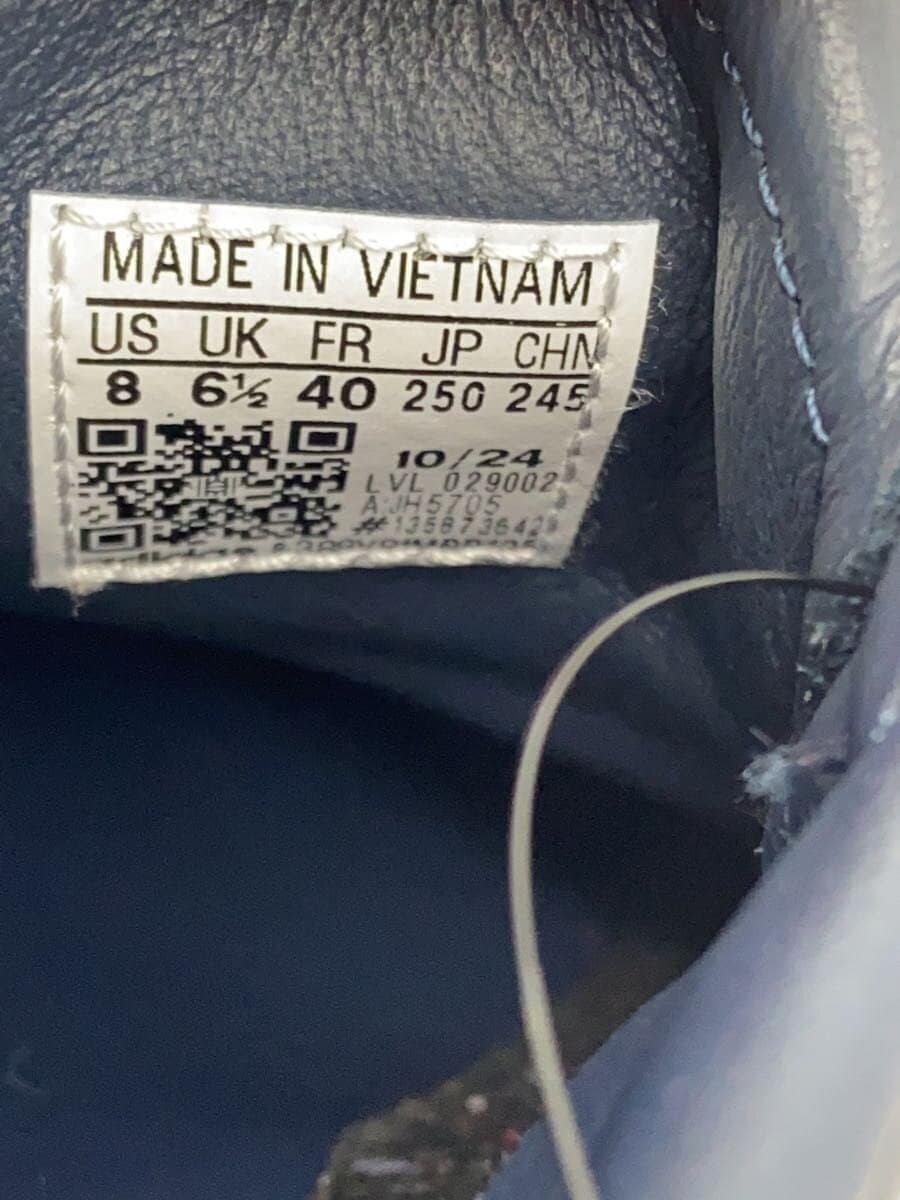 MADE IN VIETNAM
US UK FR JP CHN
8 6½ 40 250 245
10/24
LVL 029002
A:JH5705